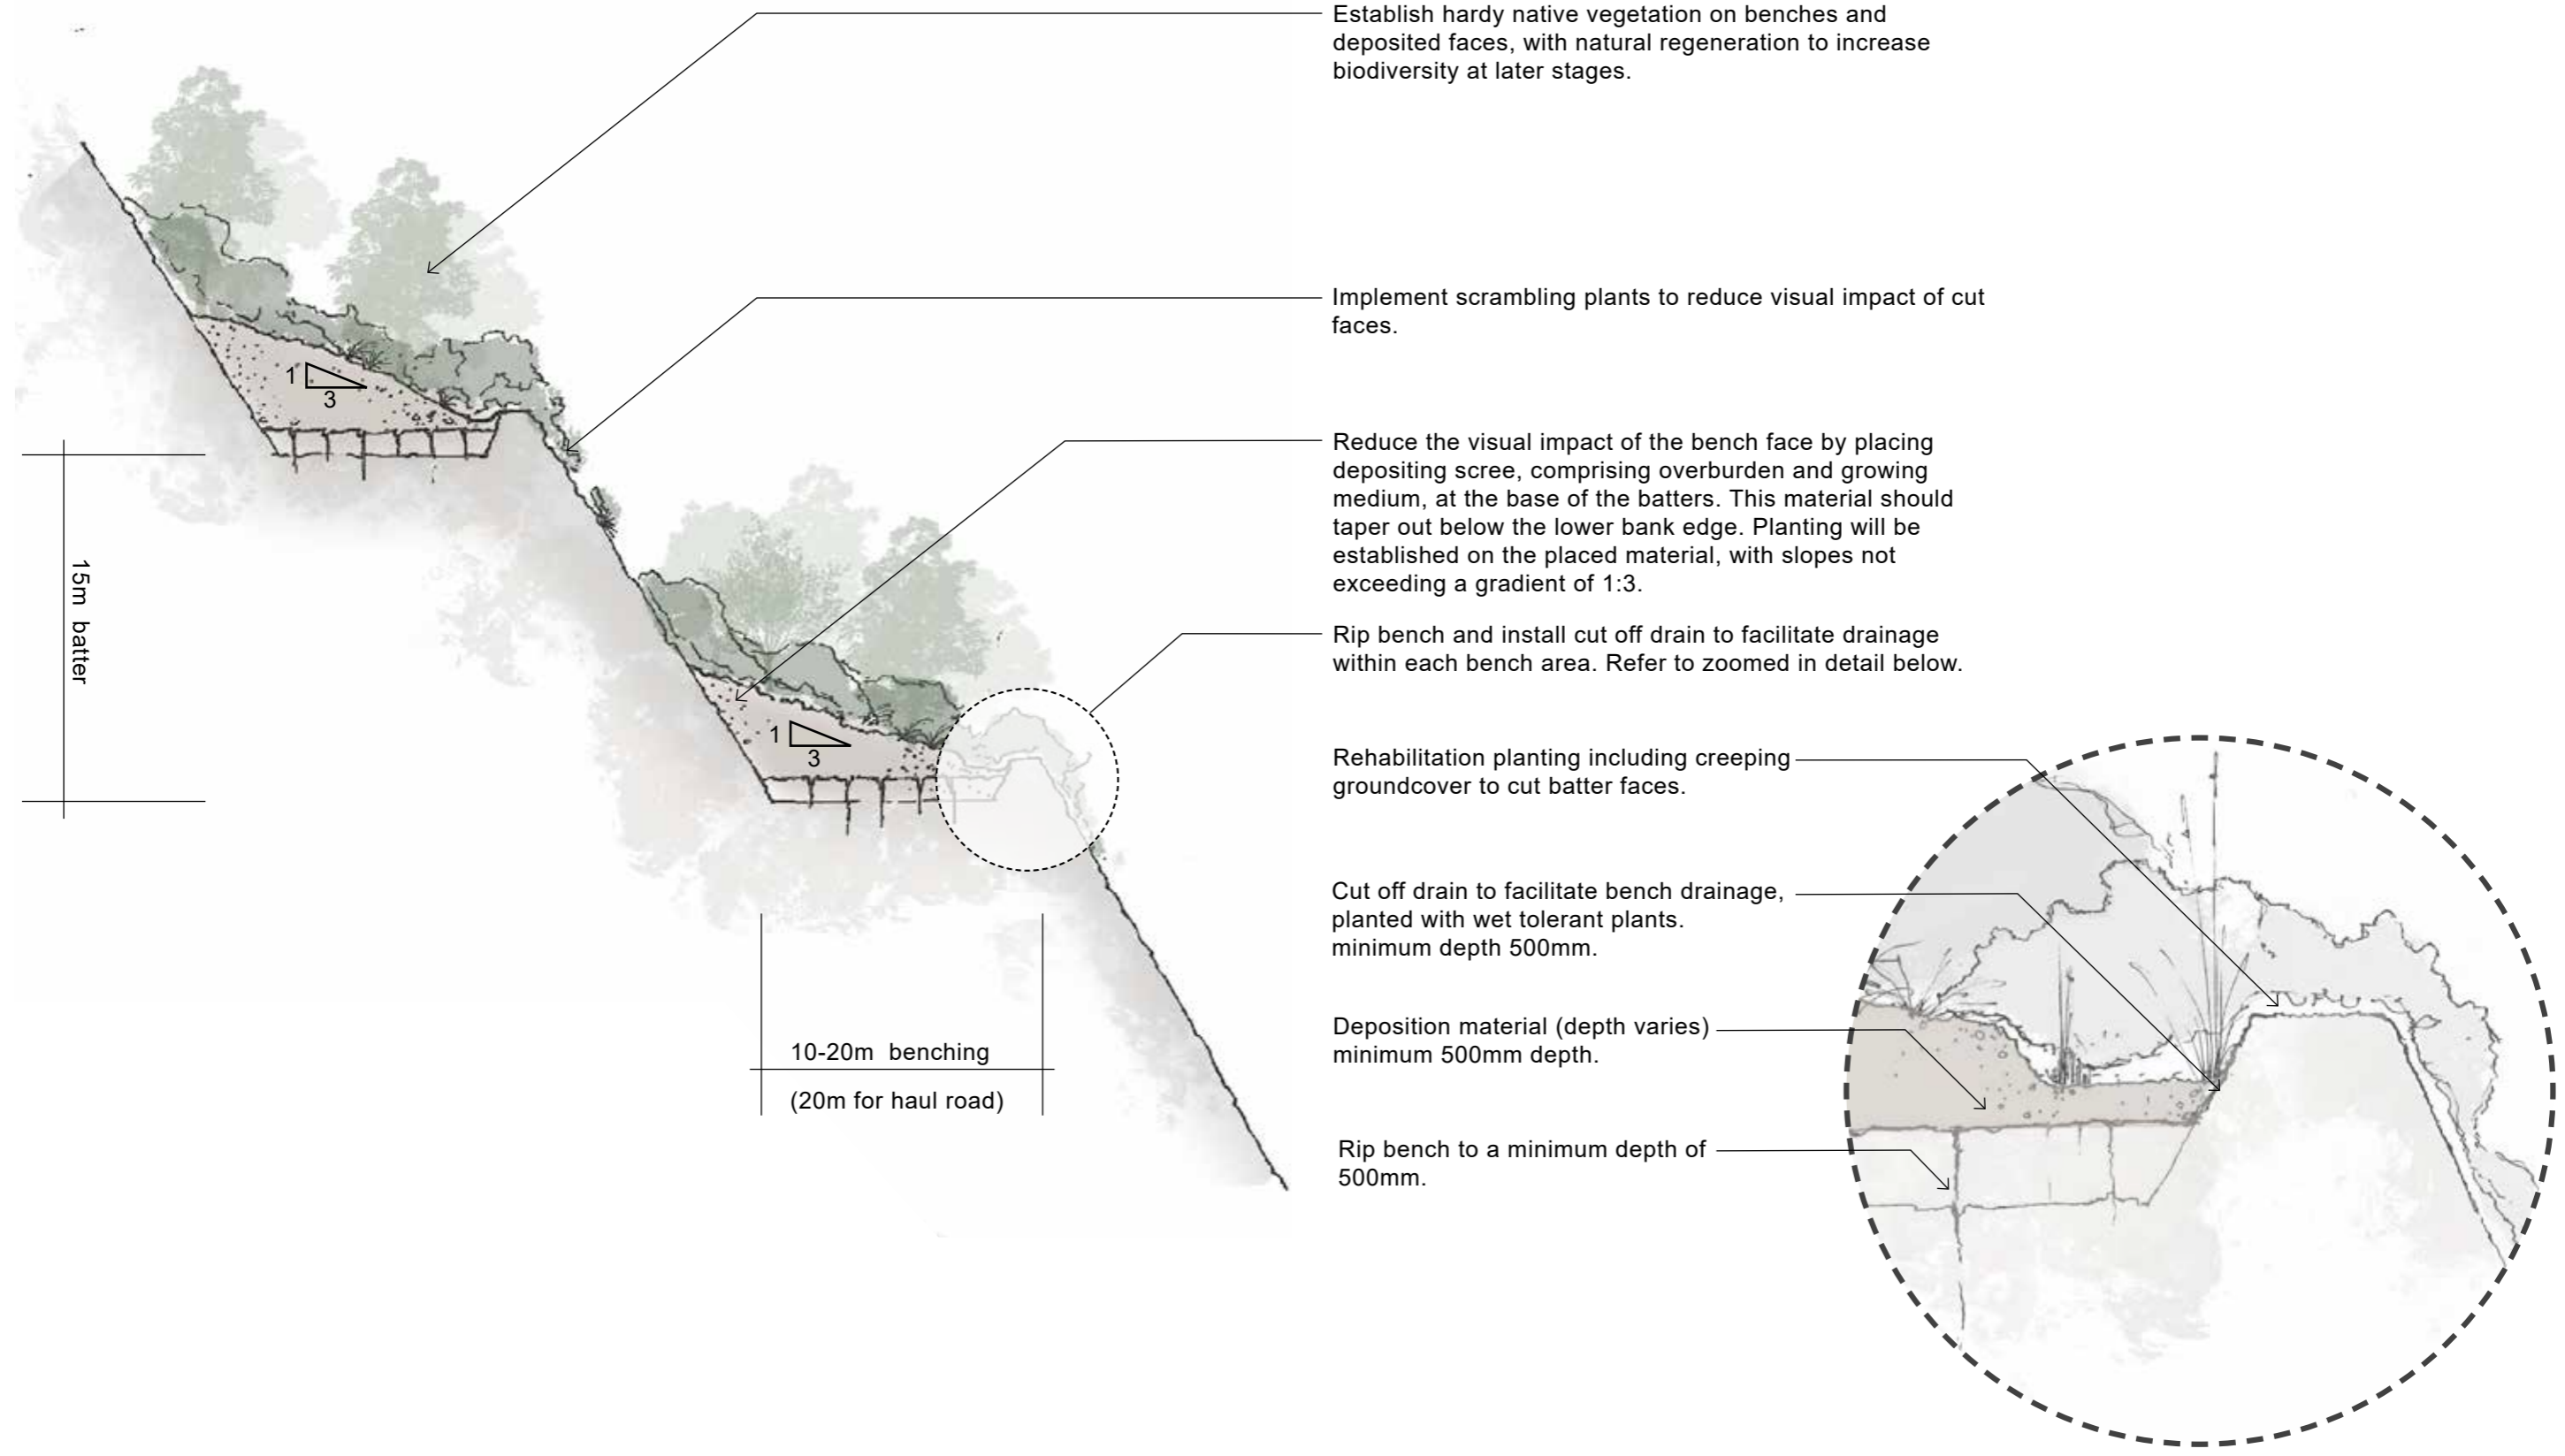 Establish hardy native vegetation on benches and
deposited faces, with natural regeneration to increase
biodiversity at later stages.
Implement scrambling plants to reduce visual impact of cut
faces.
1
3
Reduce the visual impact of the bench face by placing
depositing scree, comprising overburden and growing
medium, at the base of the batters. This material should
taper out below the lower bank edge. Planting will be
established on the placed material, with slopes not
exceeding a gradient of 1:3.
15m batter
Rip bench and install cut off drain to facilitate drainage
within each bench area. Refer to zoomed in detail below.
1
3
Rehabilitation planting including creeping
groundcover to cut batter faces.
Cut off drain to facilitate bench drainage,
planted with wet tolerant plants.
minimum depth 500mm.
Deposition material (depth varies)
minimum 500mm depth.
10-20m benching
(20m for haul road)
Rip bench to a minimum depth of
500mm.